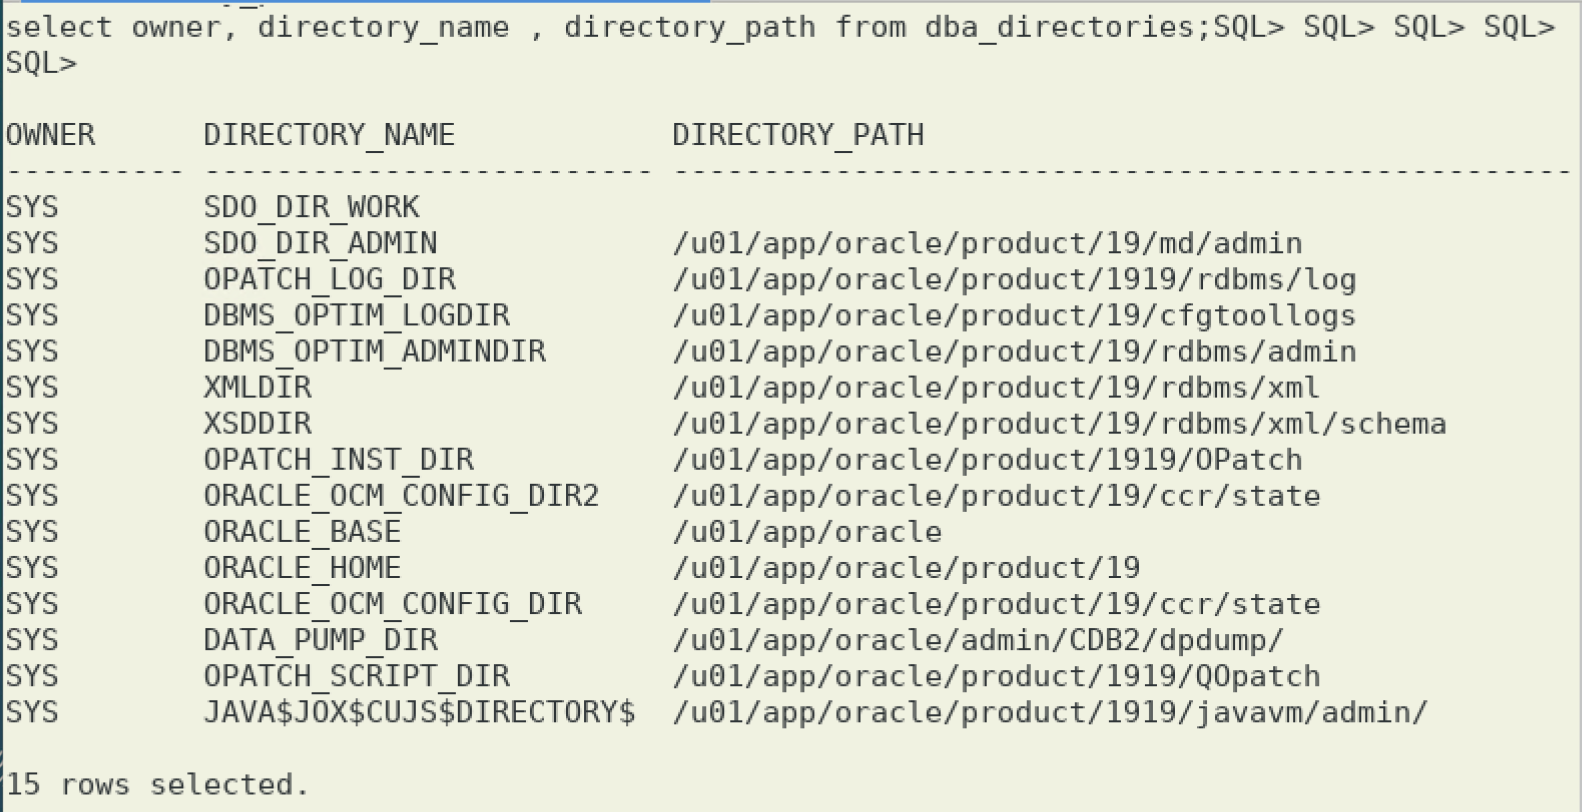 select owner, directory_name , directory_path from dba_directories;SQL> SQL> SQL> SQL>
SQL>
OWNER      DIRECTORY_NAME            DIRECTORY_PATH
---------- ------------------------- --------------------------------------------------
SYS        SDO_DIR_WORK
SYS        SDO_DIR_ADMIN             /u01/app/oracle/product/19/md/admin
SYS        OPATCH_LOG_DIR            /u01/app/oracle/product/1919/rdbms/log
SYS        DBMS_OPTIM_LOGDIR         /u01/app/oracle/product/19/cfgtoollogs
SYS        DBMS_OPTIM_ADMINDIR       /u01/app/oracle/product/19/rdbms/admin
SYS        XMLDIR                    /u01/app/oracle/product/19/rdbms/xml
SYS        XSDDIR                    /u01/app/oracle/product/19/rdbms/xml/schema
SYS        OPATCH_INST_DIR           /u01/app/oracle/product/1919/OPatch
SYS        ORACLE_OCM_CONFIG_DIR2    /u01/app/oracle/product/19/ccr/state
SYS        ORACLE_BASE               /u01/app/oracle
SYS        ORACLE_HOME               /u01/app/oracle/product/19
SYS        ORACLE_OCM_CONFIG_DIR     /u01/app/oracle/product/19/ccr/state
SYS        DATA_PUMP_DIR             /u01/app/oracle/admin/CDB2/dpdump/
SYS        OPATCH_SCRIPT_DIR         /u01/app/oracle/product/1919/QOpatch
SYS        JAVA$JOX$CUJS$DIRECTORY$  /u01/app/oracle/product/1919/javavm/admin/
15 rows selected.